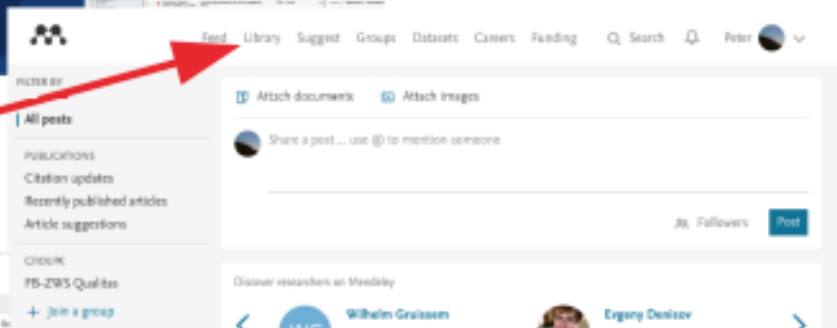 Feed Library Suggest Groups Datasets Careers Funding Search Peter
FILTER BY
Attach documents Attach images
All posts
Share a post... use @ to mention someone
PUBLICATIONS
Citation updates
Recently published articles
Article suggestions
Followers Post
GROUPS
FB-ZWS Qualitas
Discover researchers on Mendeley
+ Join a group
Wilhelm Gruissem Evgeny Denisov